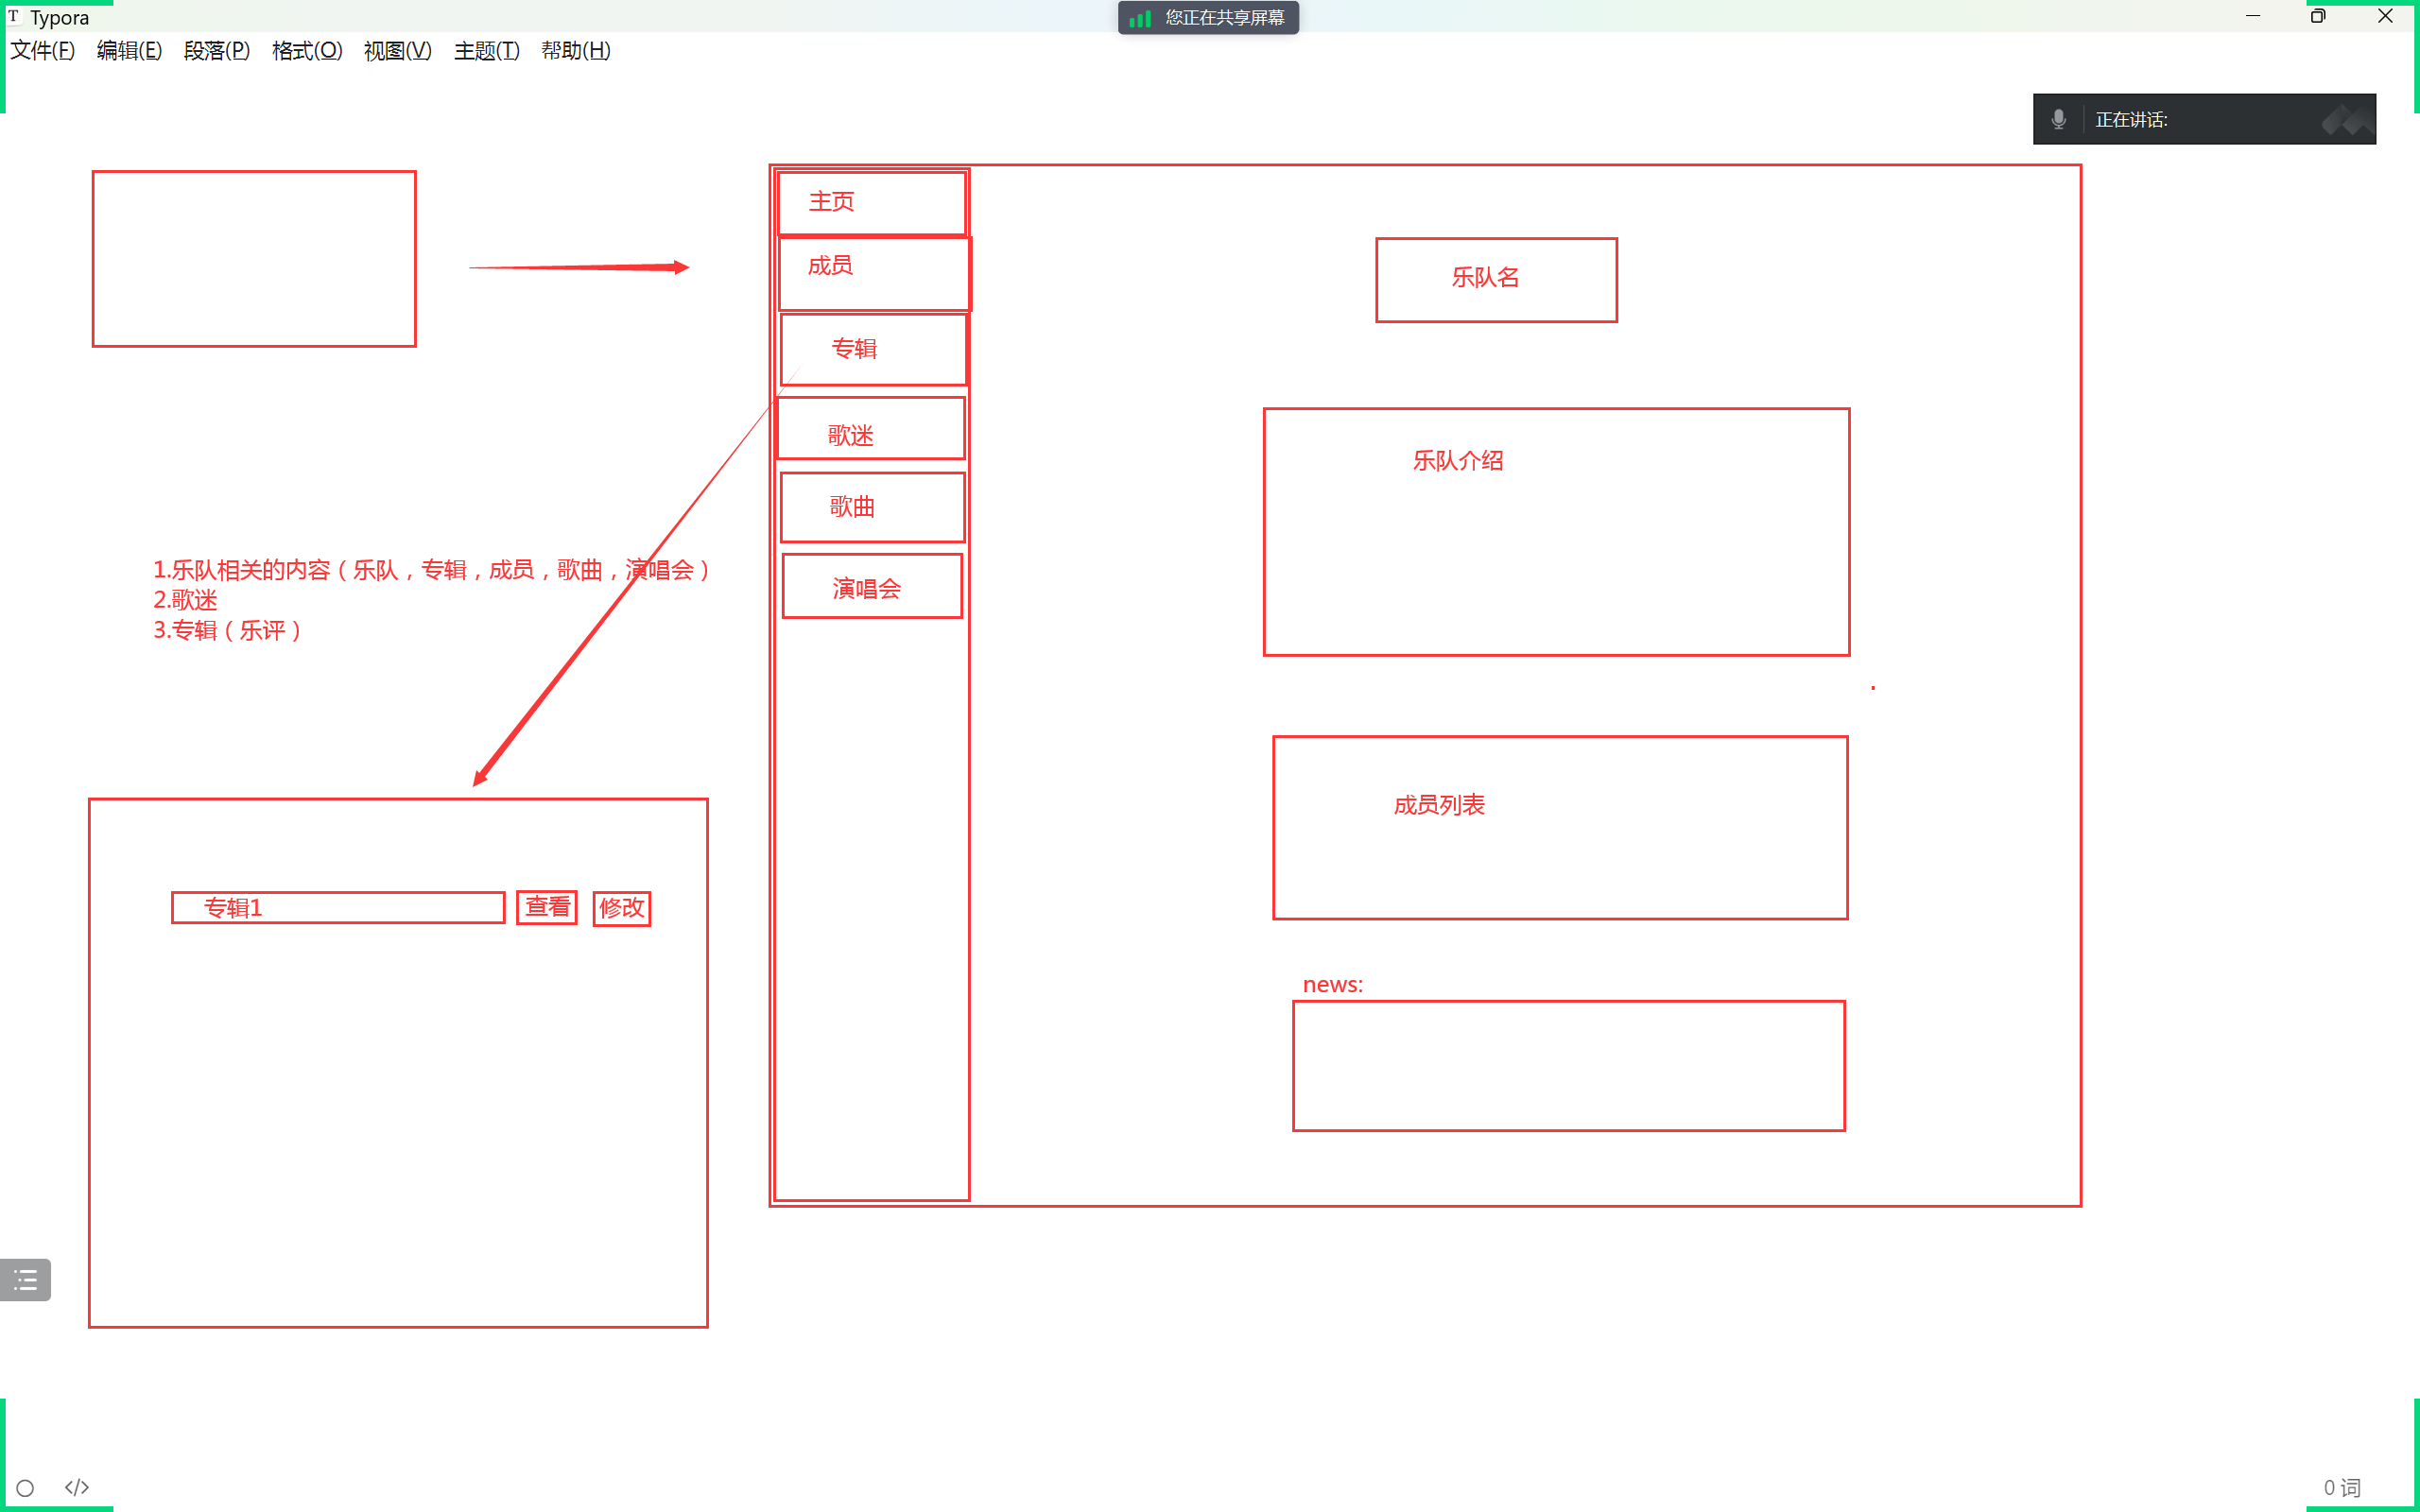 Typora
您正在共享屏幕
文件(F) 编辑(E) 段落(P) 格式(O) 视图(V) 主题(T) 帮助(H)
正在讲话:
主页
成员
专辑
歌迷
歌曲
演唱会
乐队名
乐队介绍
成员列表
news:
1.乐队相关的内容（乐队，专辑，成员，歌曲，演唱会）
2.歌迷
3.专辑（乐评）
专辑1 查看 修改
0 词